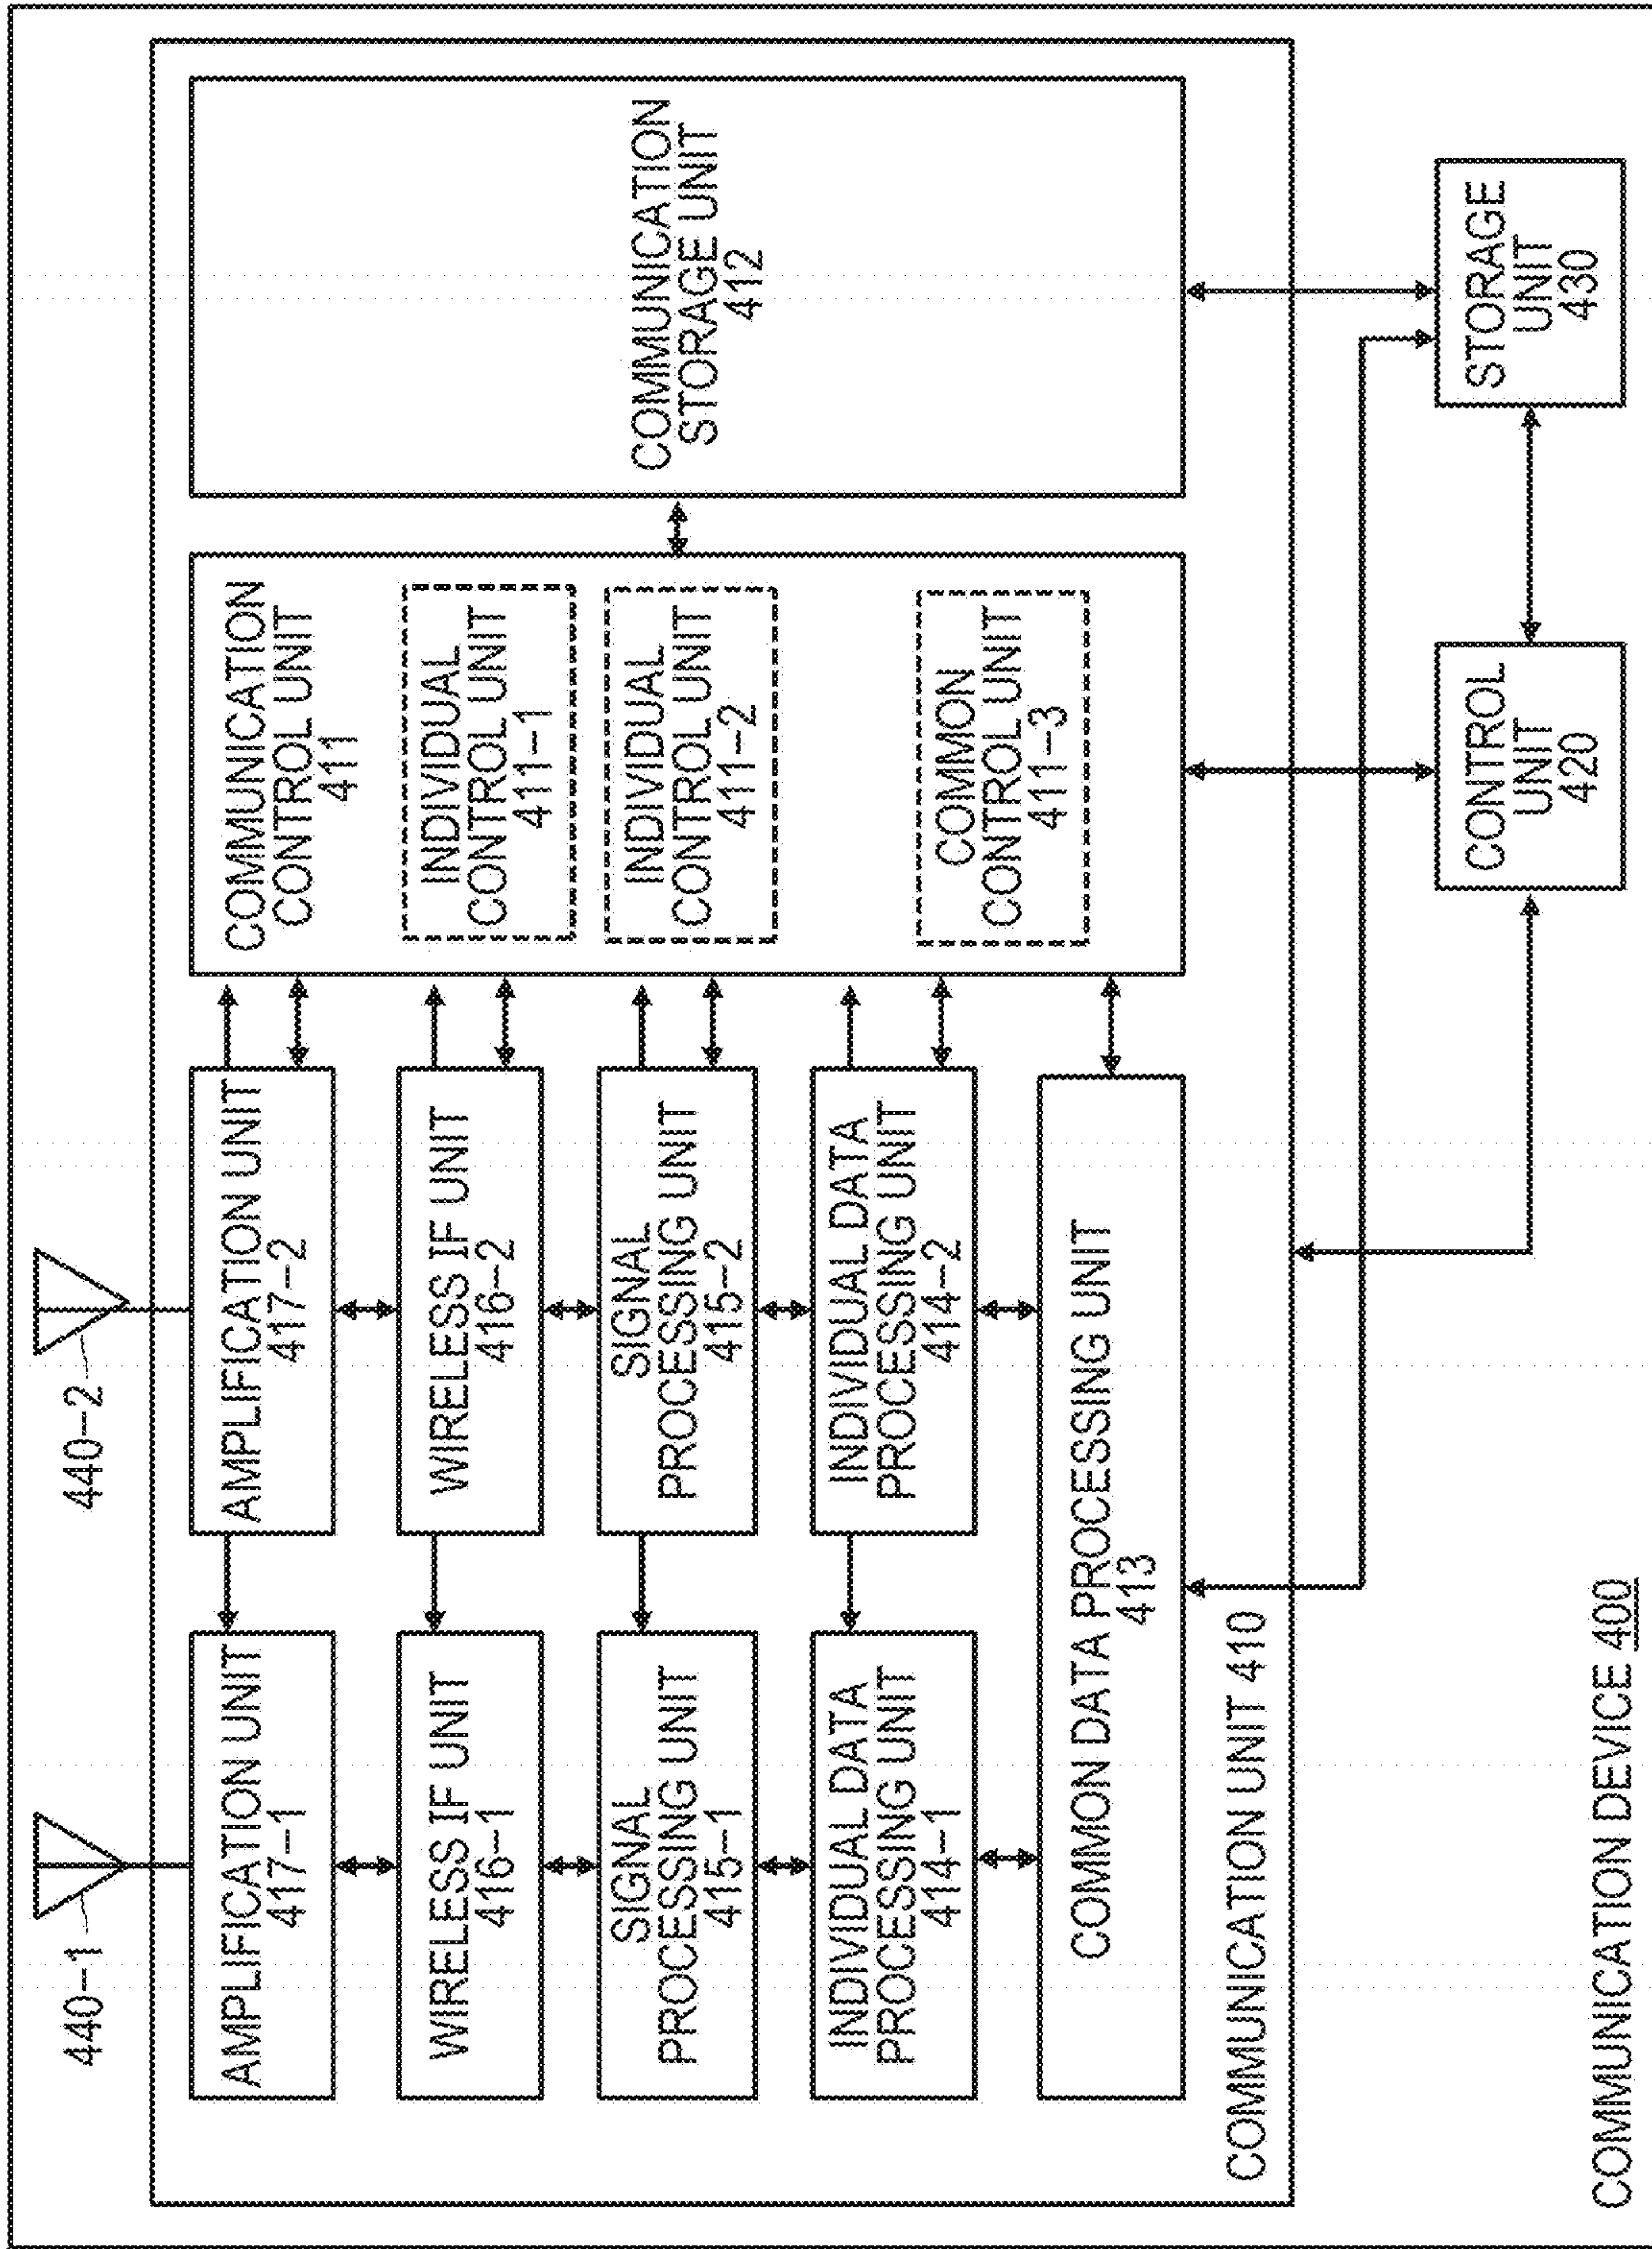 440-1
440-2
AMPLIFICATION UNIT
417-1
AMPLIFICATION UNIT
417-2
WIRELESS IF UNIT
416-1
WIRELESS IF UNIT
416-2
SIGNAL
PROCESSING UNIT
415-1
SIGNAL
PROCESSING UNIT
415-2
INDIVIDUAL DATA
PROCESSING UNIT
414-1
INDIVIDUAL DATA
PROCESSING UNIT
414-2
COMMON DATA PROCESSING UNIT
413
COMMUNICATION
CONTROL UNIT
411
INDIVIDUAL
CONTROL UNIT
411-1
INDIVIDUAL
CONTROL UNIT
411-2
COMMON
CONTROL UNIT
411-3
COMMUNICATION
STORAGE UNIT
412
COMMUNICATION UNIT 410
CONTROL
UNIT
420
STORAGE
UNIT
430
COMMUNICATION DEVICE 400